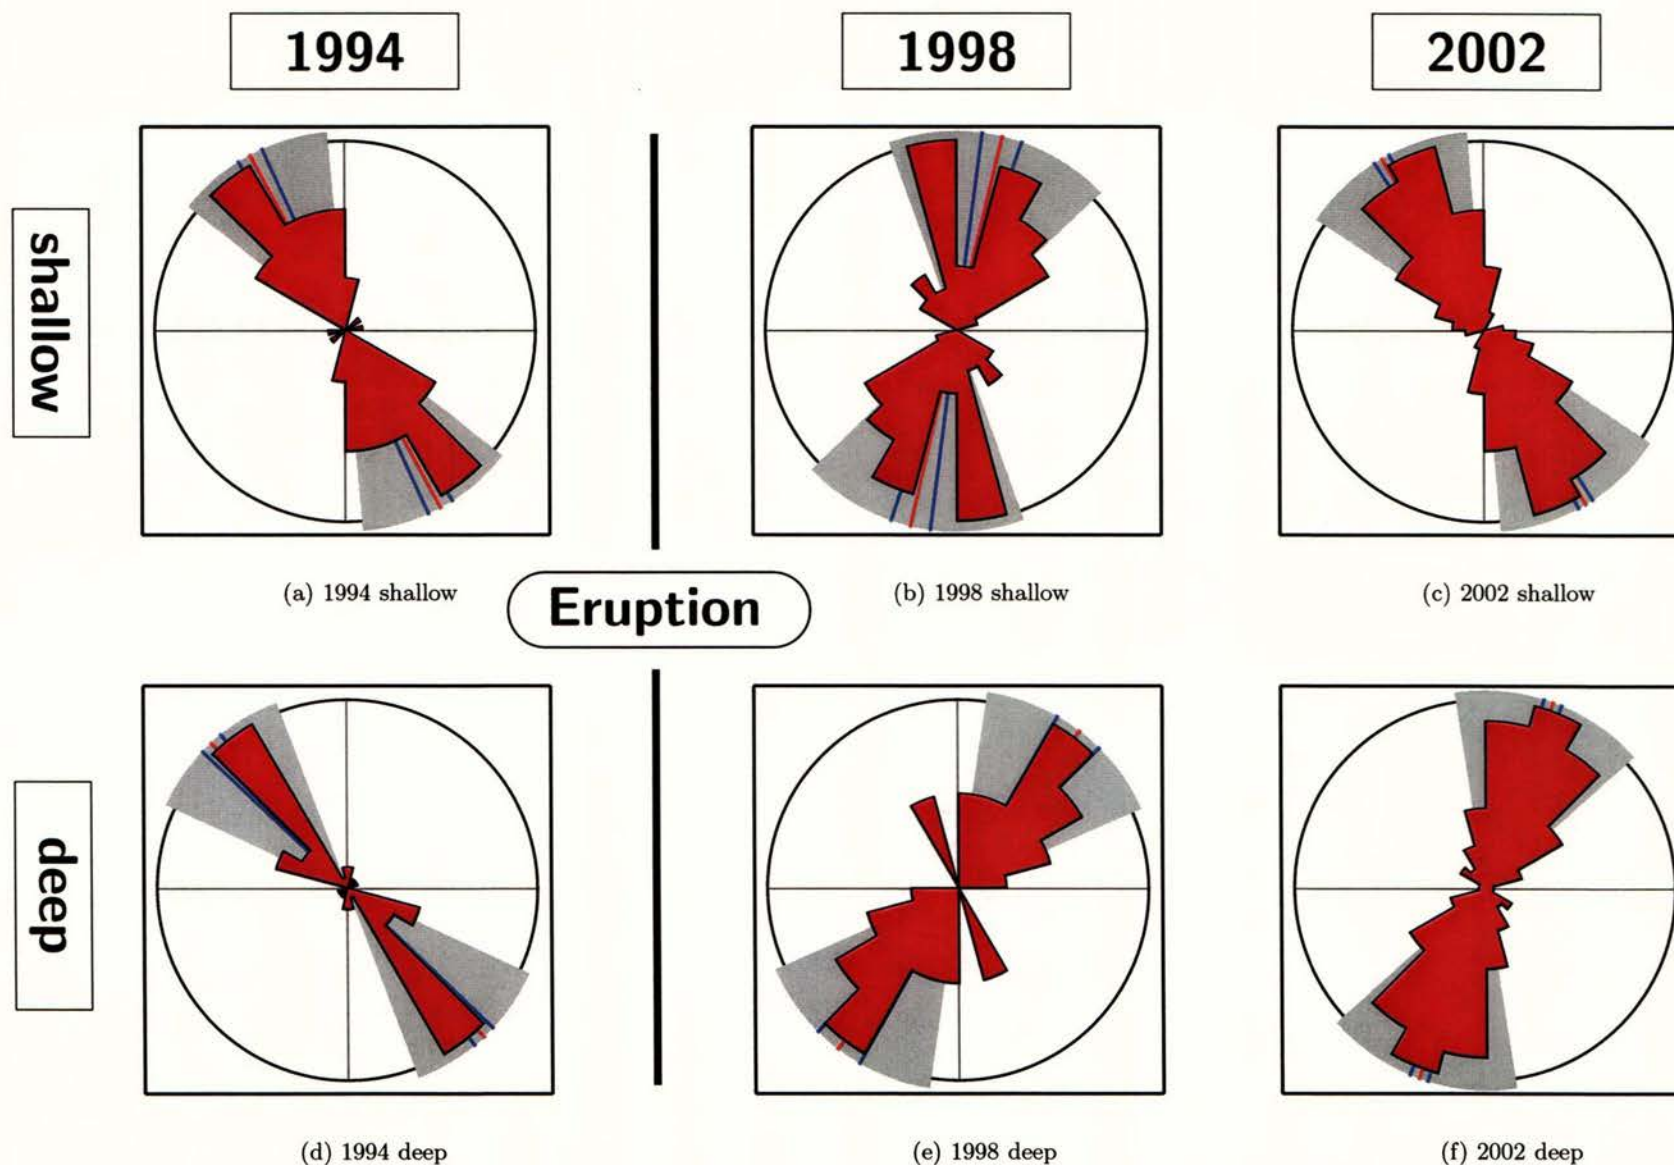 1994
1998
2002
shallow
(a) 1994 shallow
(b) 1998 shallow
(c) 2002 shallow
Eruption
deep
(d) 1994 deep
(e) 1998 deep
(f) 2002 deep